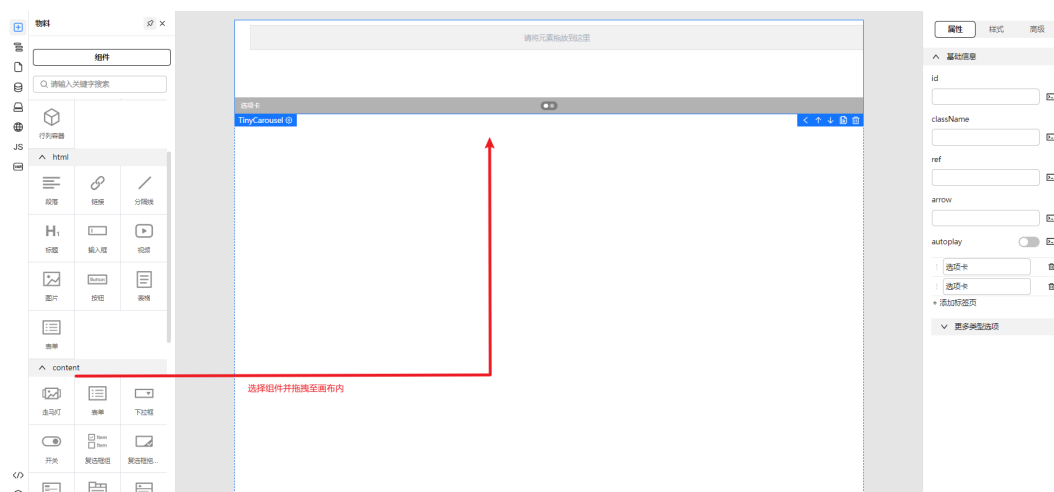 物料
组件
请输入关键字搜索
行列容器
html
段落
链接
分隔线
H1
标题
输入框
视频
图片
Button
按钮
表格
表单
content
走马灯
表单
下拉框
开关
Item
Item
复选框组
复选框组...
JS
请将元素拖放到这里
选项卡
TinyCarousel
选择组件并拖拽至画布内
属性
样式
高级
基础信息
id
className
ref
arrow
autoplay
选项卡
选项卡
+ 添加标签页
更多类型选项